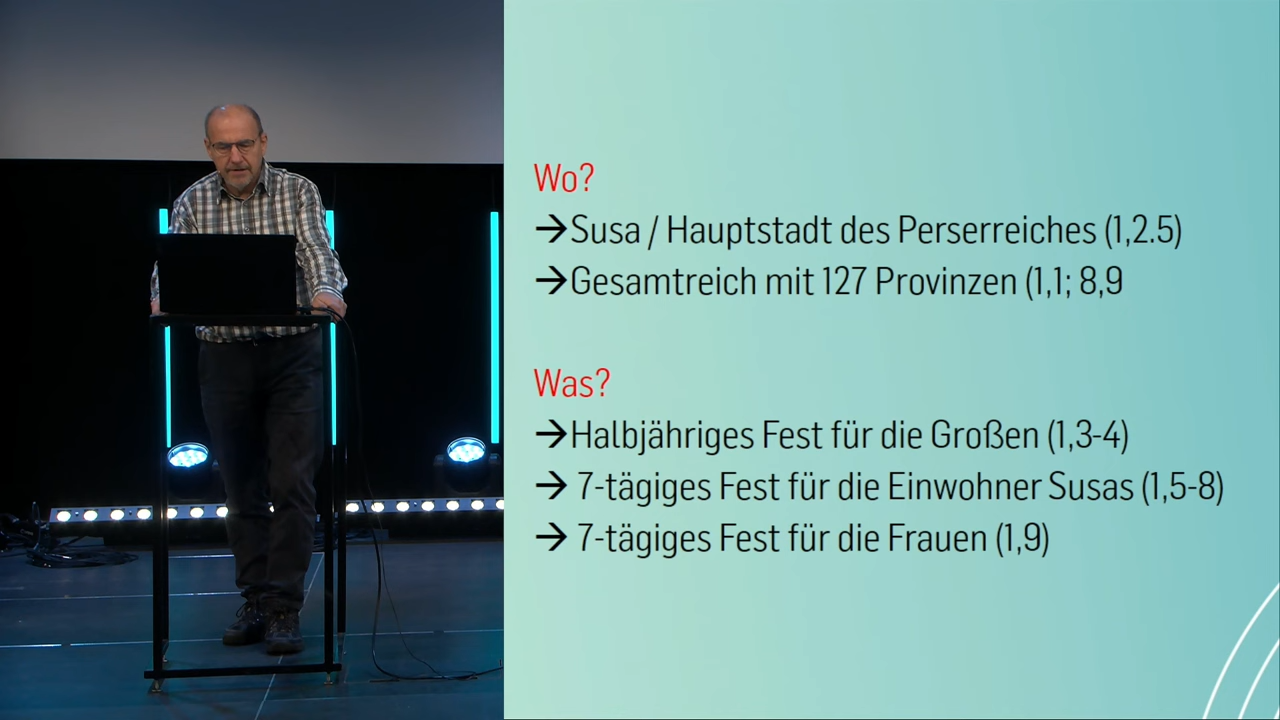 Wo?
→Susa / Hauptstadt des Perserreiches (1,2.5)
→Gesamtreich mit 127 Provinzen (1,1; 8,9
Was?
→Halbjähriges Fest für die Großen (1,3-4)
→ 7-tägiges Fest für die Einwohner Susas (1,5-8)
→ 7-tägiges Fest für die Frauen (1,9)